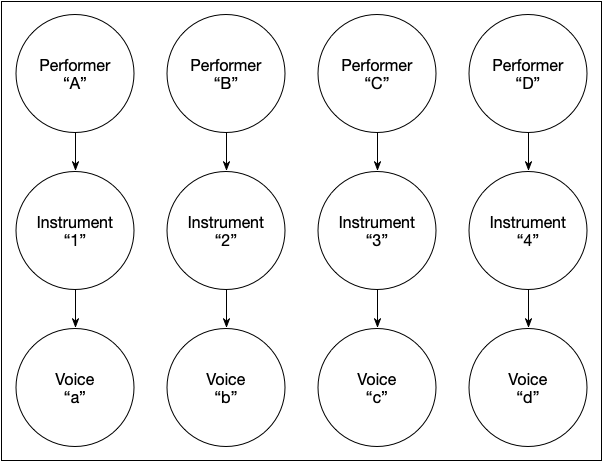 Performer
“A”
Performer
“B”
Performer
“C”
Performer
“D”
Instrument
“1”
Instrument
“2”
Instrument
“3”
Instrument
“4”
Voice
“a”
Voice
“b”
Voice
“c”
Voice
“d”